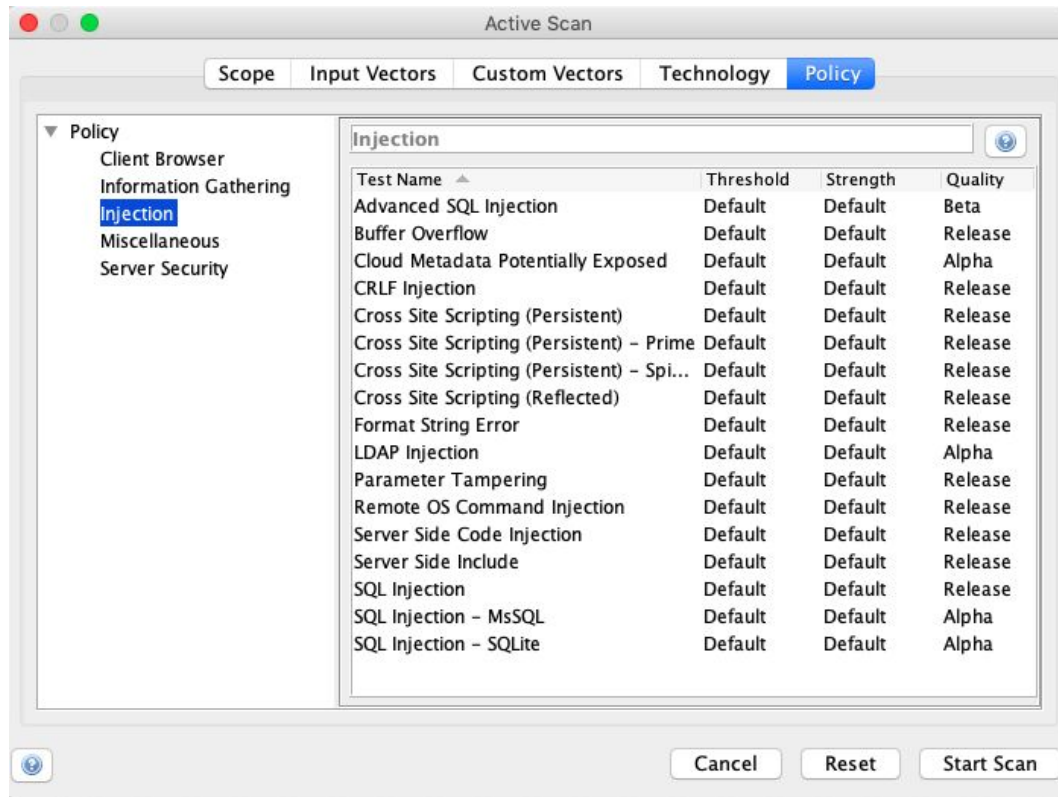 Active Scan
Scope Input Vectors Custom Vectors Technology Policy
Policy
Client Browser
Information Gathering
Injection
Miscellaneous
Server Security
Injection
Test Name Threshold Strength Quality
Advanced SQL Injection Default Default Beta
Buffer Overflow Default Default Release
Cloud Metadata Potentially Exposed Default Default Alpha
CRLF Injection Default Default Release
Cross Site Scripting (Persistent) Default Default Release
Cross Site Scripting (Persistent) – Prime Default Default Release
Cross Site Scripting (Persistent) – Spi... Default Default Release
Cross Site Scripting (Reflected) Default Default Release
Format String Error Default Default Release
LDAP Injection Default Default Alpha
Parameter Tampering Default Default Release
Remote OS Command Injection Default Default Release
Server Side Code Injection Default Default Release
Server Side Include Default Default Release
SQL Injection Default Default Release
SQL Injection – MsSQL Default Default Alpha
SQL Injection – SQLite Default Default Alpha
Cancel Reset Start Scan